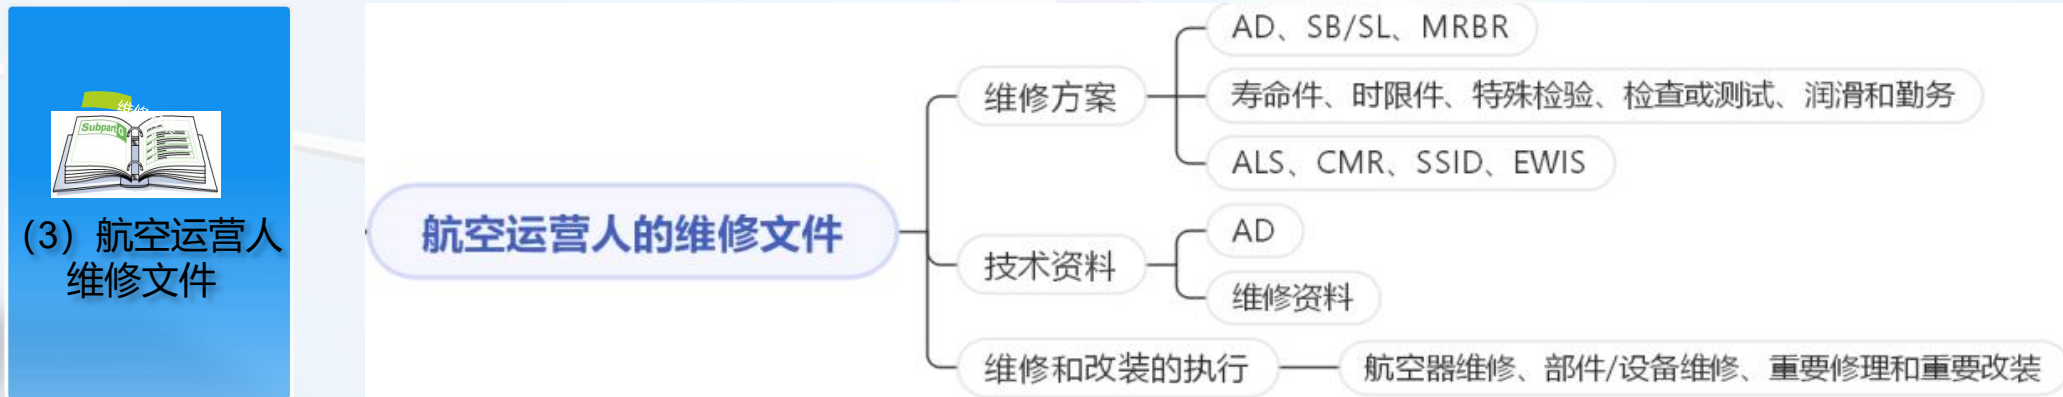 维修
Subpart G
（3）航空运营人
维修文件
航空运营人的维修文件
维修方案
AD、SB/SL、MRBR
寿命件、时限件、特殊检验、检查或测试、润滑和勤务
ALS、CMR、SSID、EWIS
技术资料
AD
维修资料
维修和改装的执行
航空器维修、部件/设备维修、重要修理和重要改装